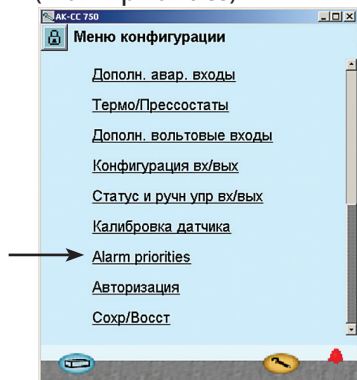 AK-CC 750
Меню конфигурации
Дополн. авар. входы
Термо/Прессостаты
Дополн. вольтовые входы
Конфигурация вх/вых
Статус и ручн упр вх/вых
Калибровка датчика
Alarm priorities
Авторизация
Сохр/Восст